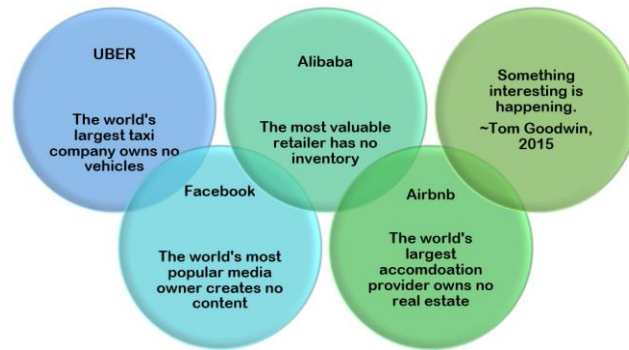 UBER
The world's
largest taxi
company owns no
vehicles
Facebook
The world's most
popular media
owner creates no
content
Alibaba
The most valuable
retailer has no
inventory
Airbnb
The world's
largest
accomdoation
provider owns no
real estate
Something
interesting is
happening.
~Tom Goodwin,
2015